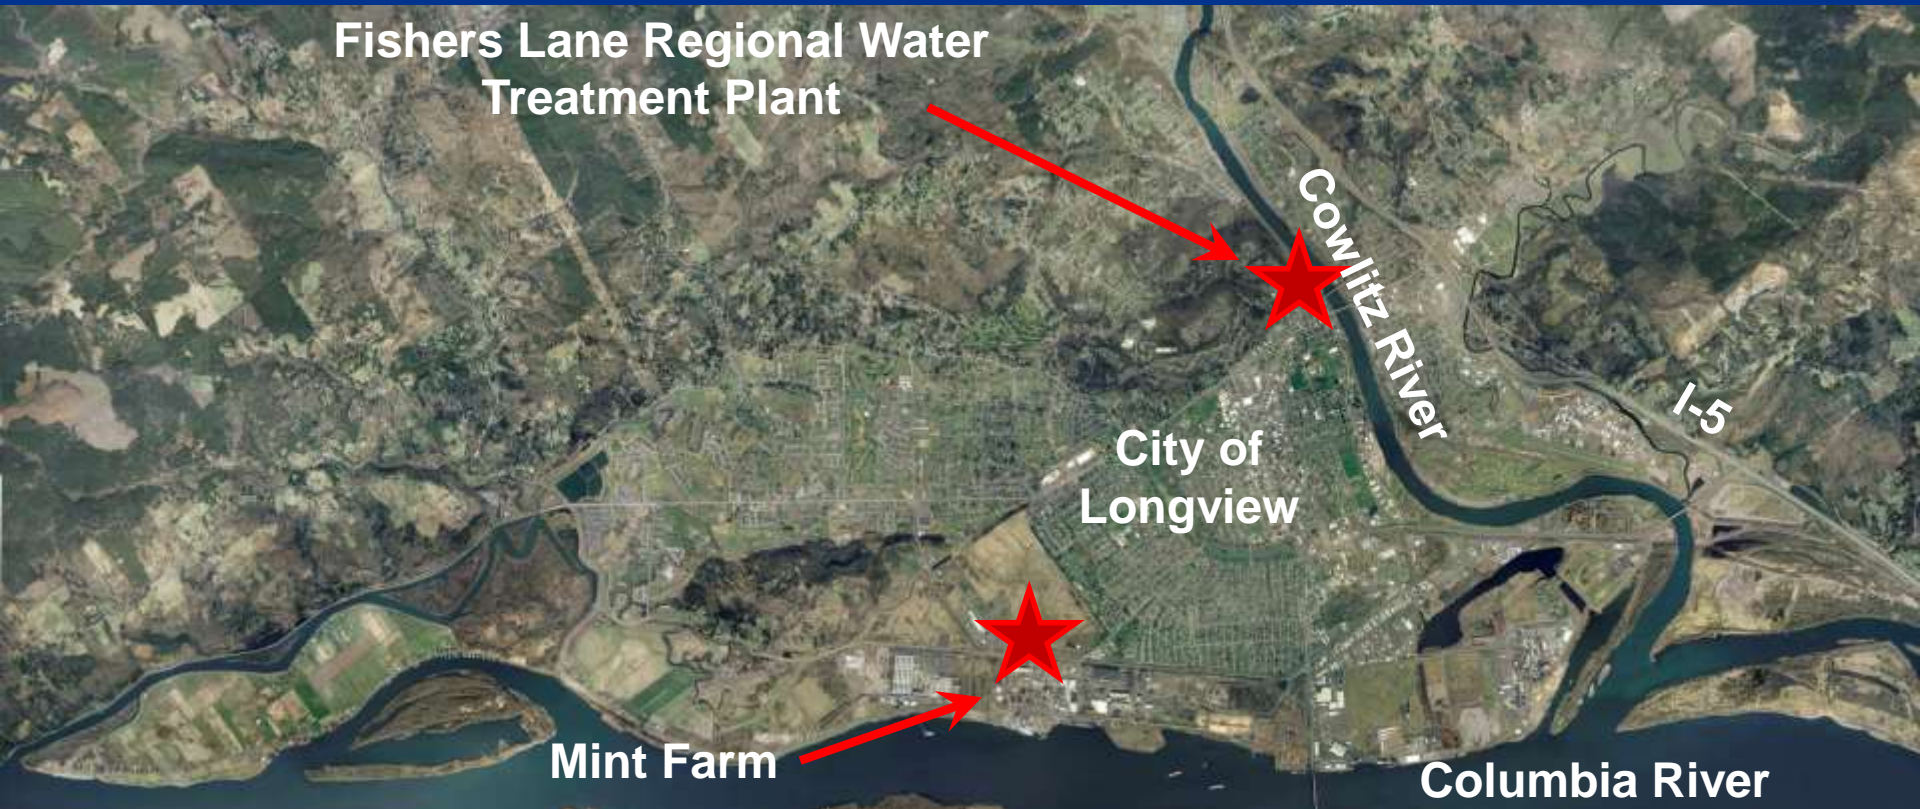 Fishers Lane Regional Water
Treatment Plant
Cowlitz River
I-5
City of
Longview
Mint Farm
Columbia River